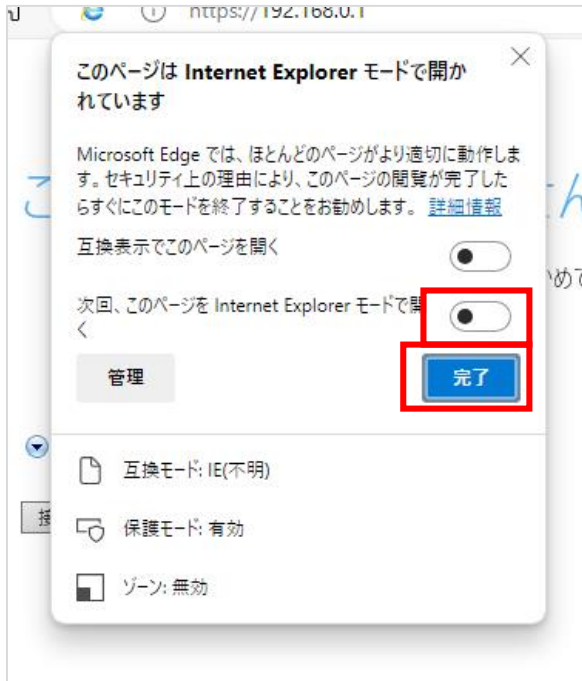 https://192.168.0.1
このページは Internet Explorer モードで開か
れています
Microsoft Edge では、ほとんどのページがより適切に動作しま
す。セキュリティ上の理由により、このページの閲覧が完了した
らすぐにこのモードを終了することをお勧めします。 詳細情報
互換表示でこのページを開く
次回、このページを Internet Explorer モードで開
く
管理
完了
互換モード: IE(不明)
保護モード: 有効
ゾーン: 無効